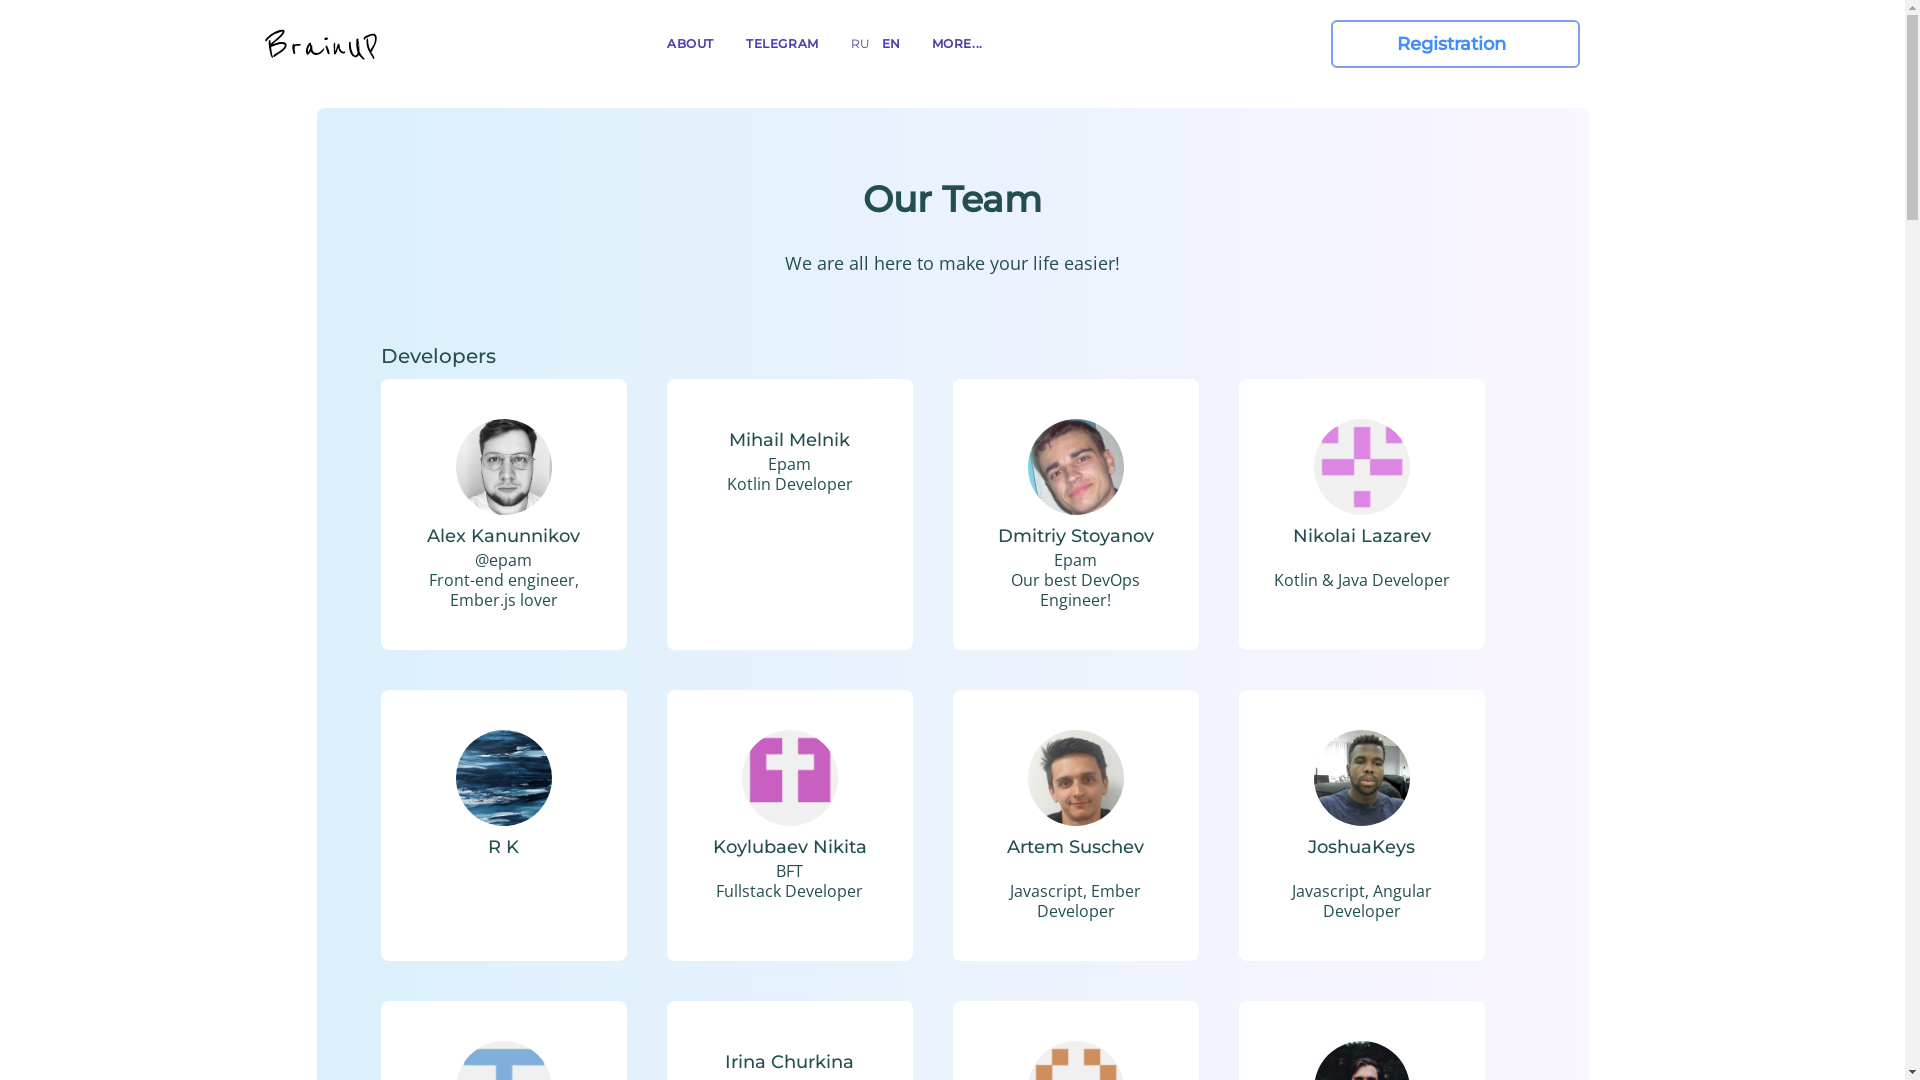 BrainUP
ABOUT
TELEGRAM
RU
EN
MORE...
Registration
Our Team
We are all here to make your life easier!
Developers
Alex Kanunnikov
@epam
Front-end engineer,
Ember.js lover
Mihail Melnik
Epam
Kotlin Developer
Dmitriy Stoyanov
Epam
Our best DevOps
Engineer!
Nikolai Lazarev
Kotlin & Java Developer
R K
Koylubaev Nikita
BFT
Fullstack Developer
Artem Suschev
Javascript, Ember
Developer
JoshuaKeys
Javascript, Angular
Developer
Irina Churkina